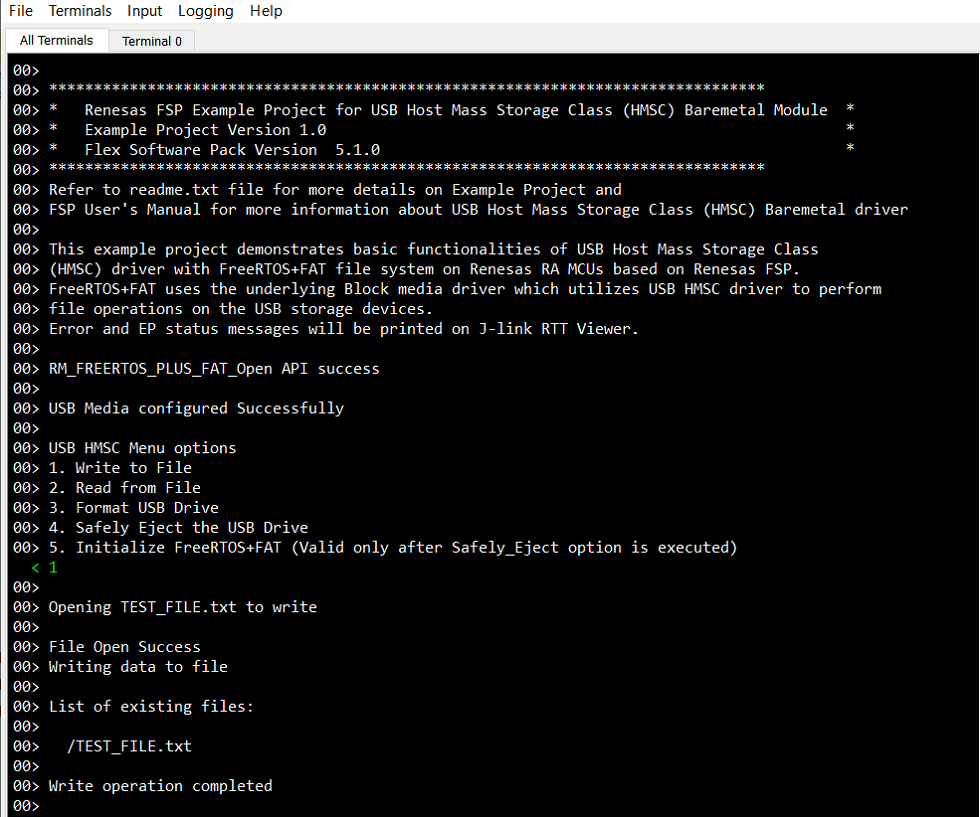 File Terminals Input Logging Help
All Terminals Terminal 0
00>
00> ********************************************************************************
00> *   Renesas FSP Example Project for USB Host Mass Storage Class (HMSC) Baremetal Module  *
00> *   Example Project Version 1.0                                                          *
00> *   Flex Software Pack Version  5.1.0                                                    *
00> ********************************************************************************
00> Refer to readme.txt file for more details on Example Project and
00> FSP User's Manual for more information about USB Host Mass Storage Class (HMSC) Baremetal driver
00>
00> This example project demonstrates basic functionalities of USB Host Mass Storage Class
00> (HMSC) driver with FreeRTOS+FAT file system on Renesas RA MCUs based on Renesas FSP.
00> FreeRTOS+FAT uses the underlying Block media driver which utilizes USB HMSC driver to perform
00> file operations on the USB storage devices.
00> Error and EP status messages will be printed on J-link RTT Viewer.
00>
00> RM_FREERTOS_PLUS_FAT_Open API success
00>
00> USB Media configured Successfully
00>
00> USB HMSC Menu options
00> 1. Write to File
00> 2. Read from File
00> 3. Format USB Drive
00> 4. Safely Eject the USB Drive
00> 5. Initialize FreeRTOS+FAT (Valid only after Safely_Eject option is executed)
< 1
00>
00> Opening TEST_FILE.txt to write
00>
00> File Open Success
00> Writing data to file
00>
00> List of existing files:
00>
00>   /TEST_FILE.txt
00>
00> Write operation completed
00>